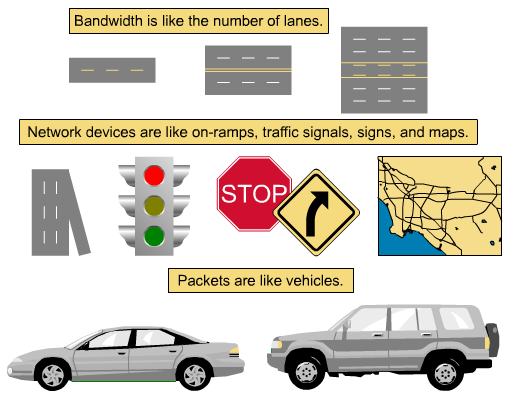 Bandwidth is like the number of lanes.
Network devices are like on-ramps, traffic signals, signs, and maps.
STOP
Packets are like vehicles.